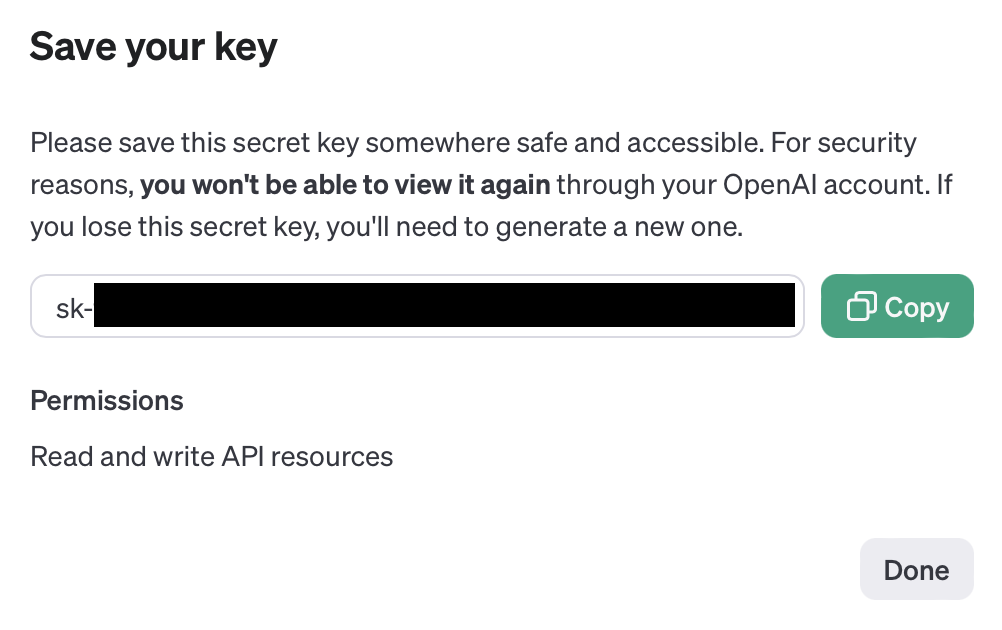 Save your key
Please save this secret key somewhere safe and accessible. For security
reasons, you won't be able to view it again through your OpenAI account. If
you lose this secret key, you'll need to generate a new one.
sk-
Copy
Permissions
Read and write API resources
Done